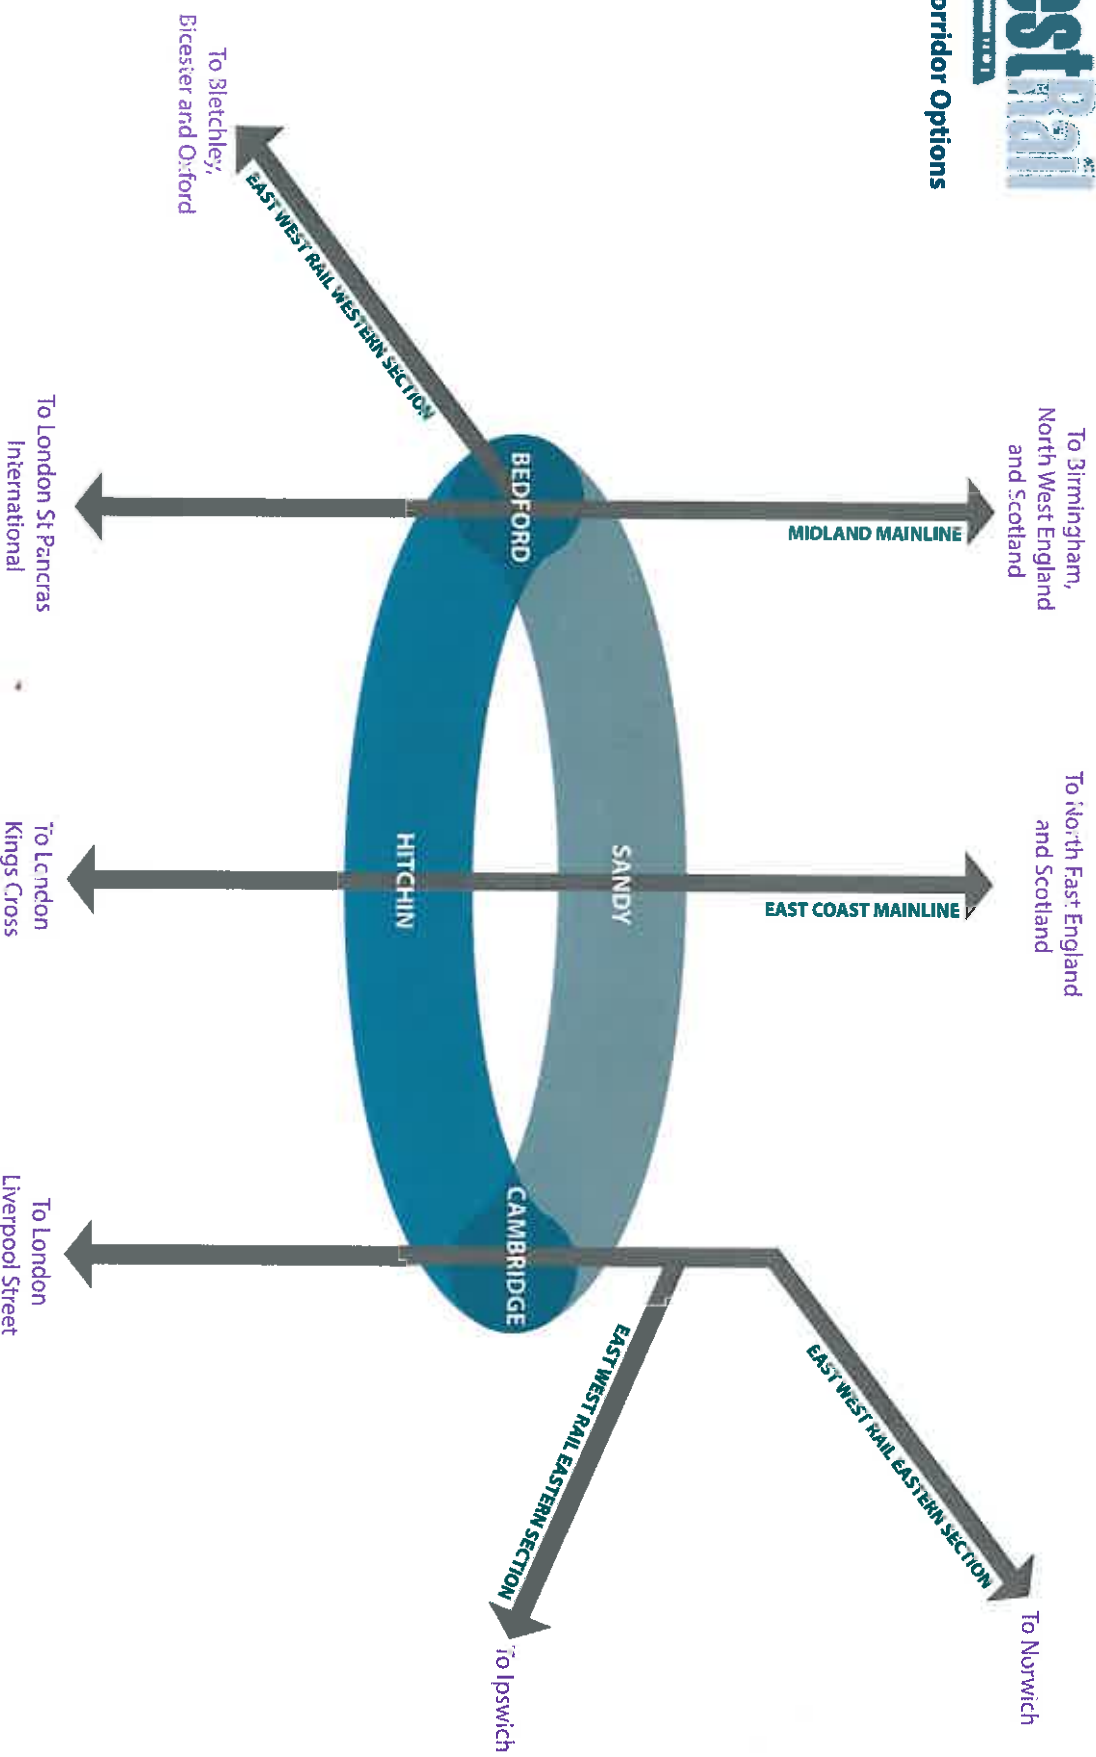 estRail
orridor Options
To Birmingham,
North West England
and Scotland
To North East England
and Scotland
To Norwich
MIDLAND MAINLINE
EAST COAST MAINLINE
EAST WEST RAIL EASTERN SECTION
EAST WEST RAIL EASTERN SECTION
To Ipswich
SANDY
BEDFORD
CAMBRIDGE
HITCHIN
EAST WEST RAIL WESTERN SECTION
To Bletchley,
Bicester and Oxford
To London St Pancras
International
To London
Kings Cross
To London
Liverpool Street